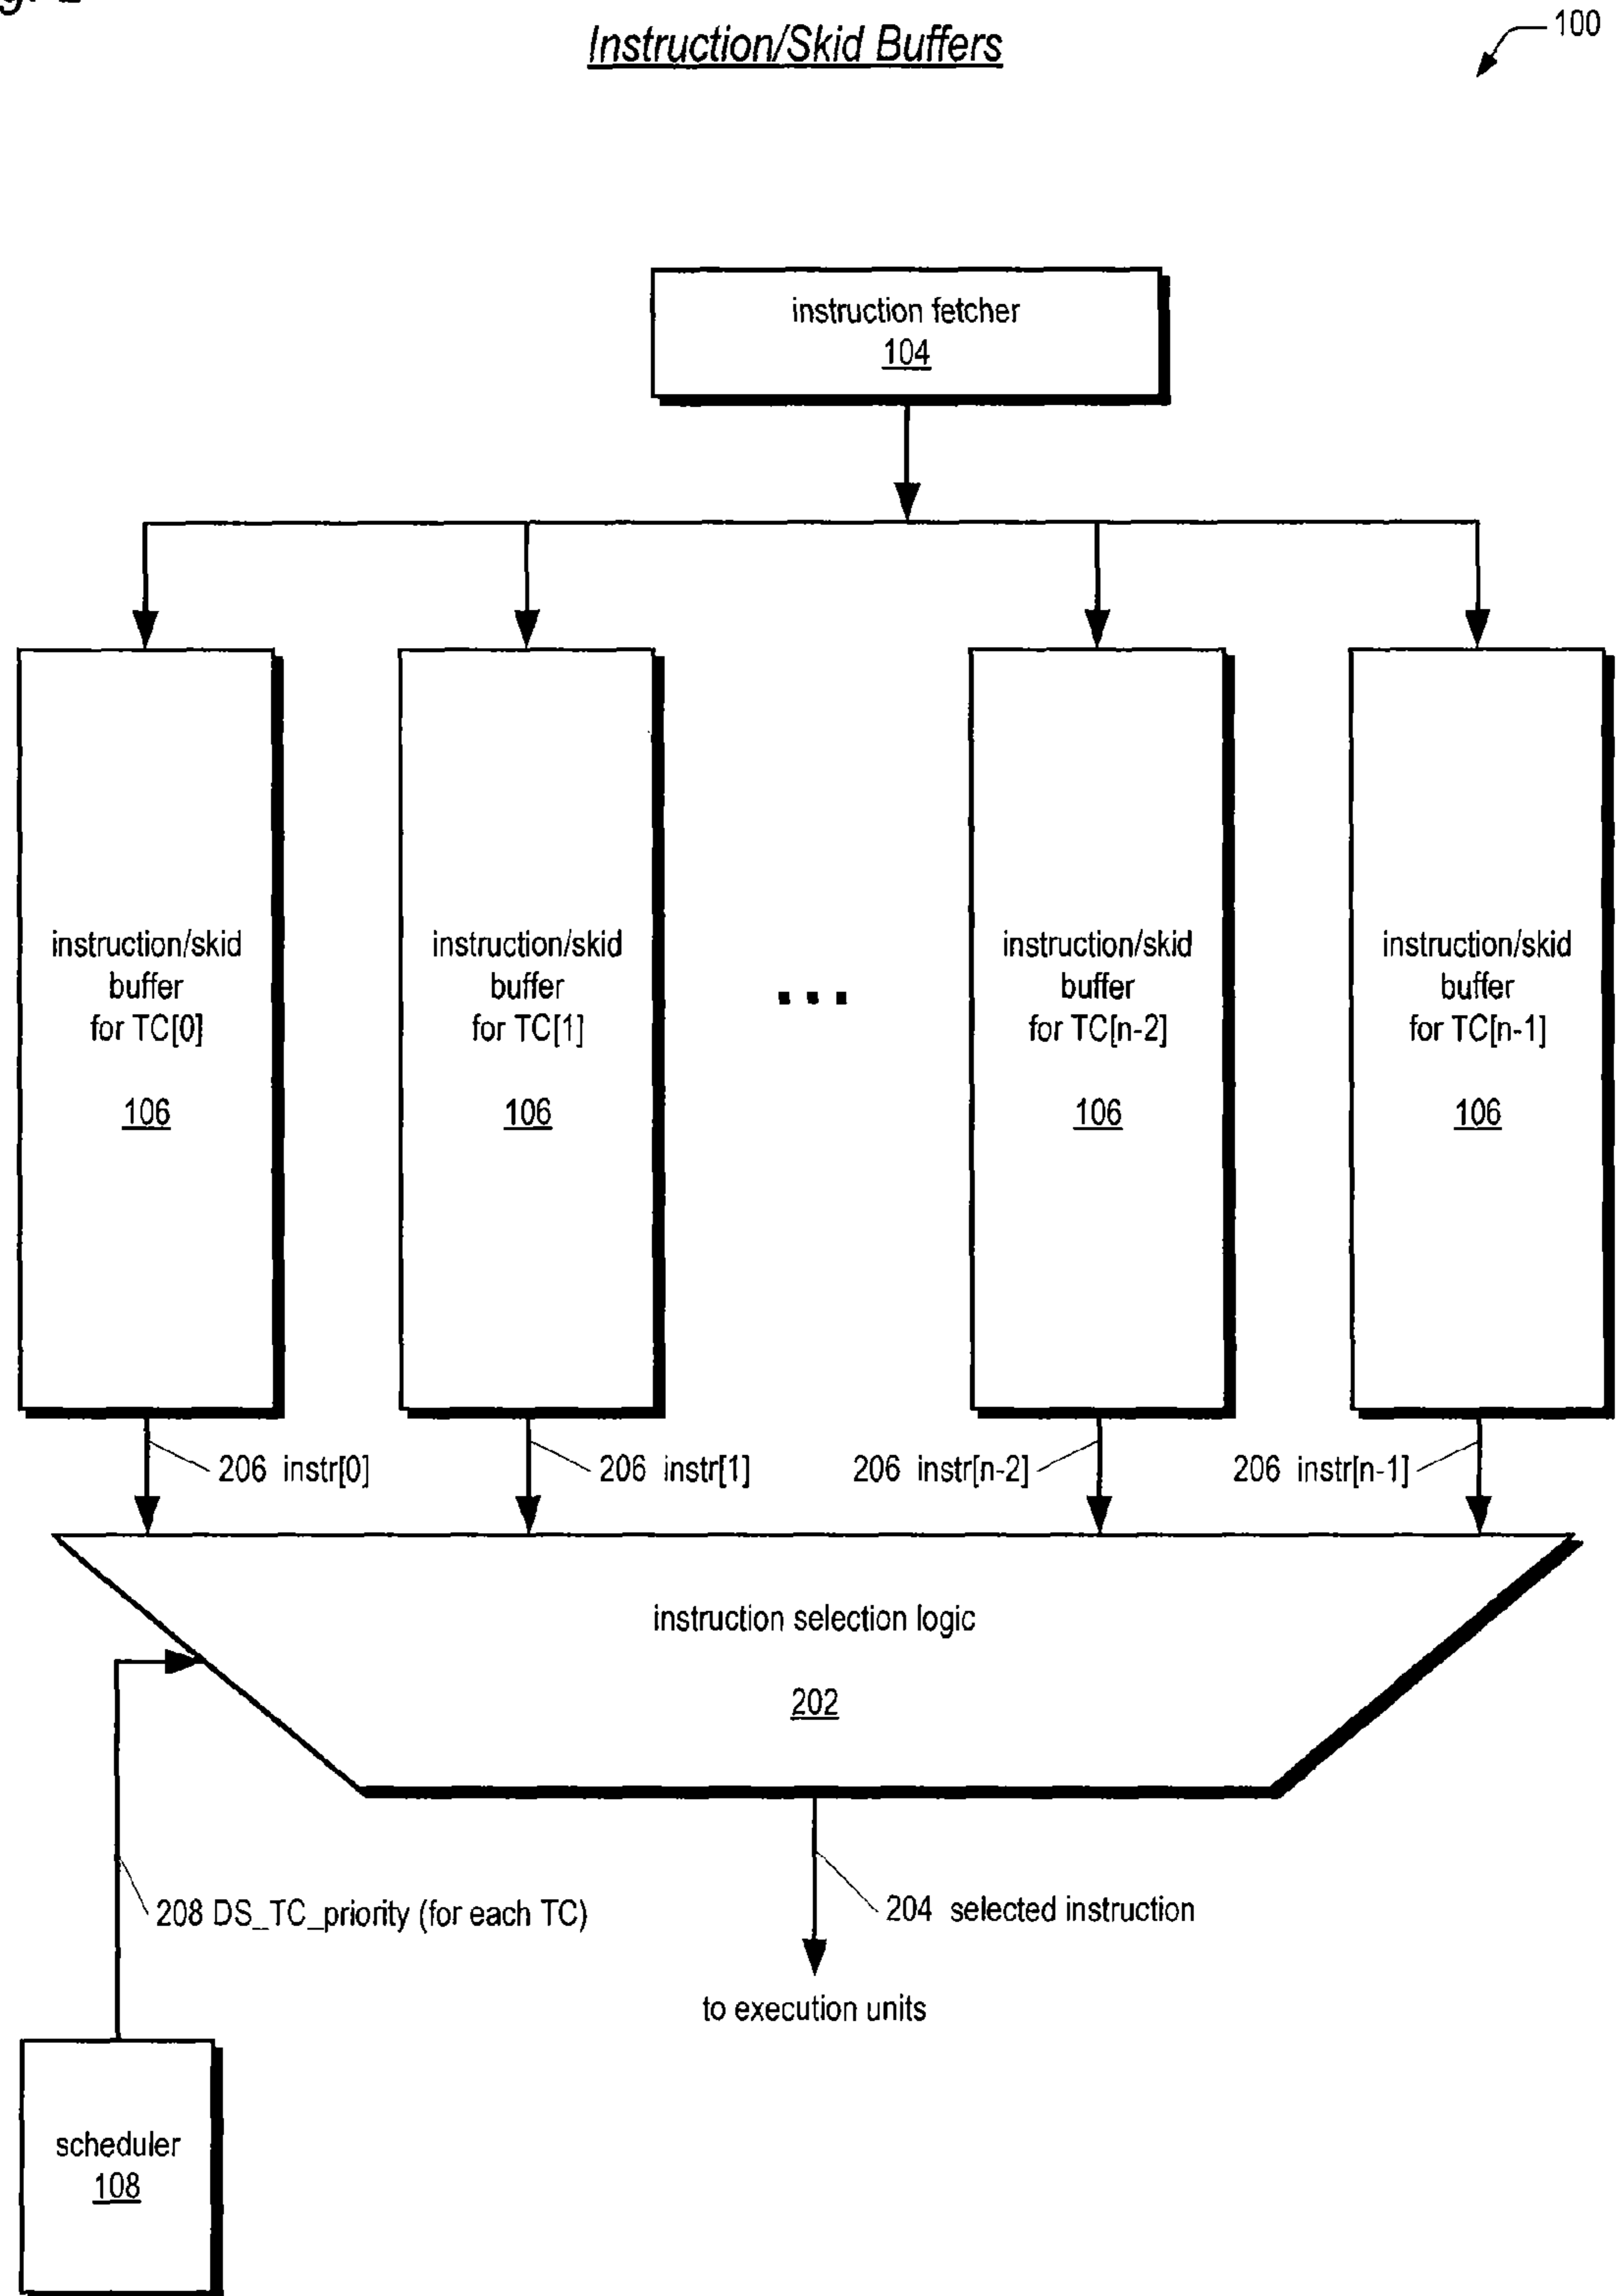 Instruction/Skid Buffers
100
instruction fetcher
104
instruction/skid
buffer
for TC[0]
106
instruction/skid
buffer
for TC[1]
106
...
instruction/skid
buffer
for TC[n-2]
106
instruction/skid
buffer
for TC[n-1]
106
206 instr[0]
206 instr[1]
206 instr[n-2]
206 instr[n-1]
instruction selection logic
202
208 DS_TC_priority (for each TC)
204 selected instruction
to execution units
scheduler
108